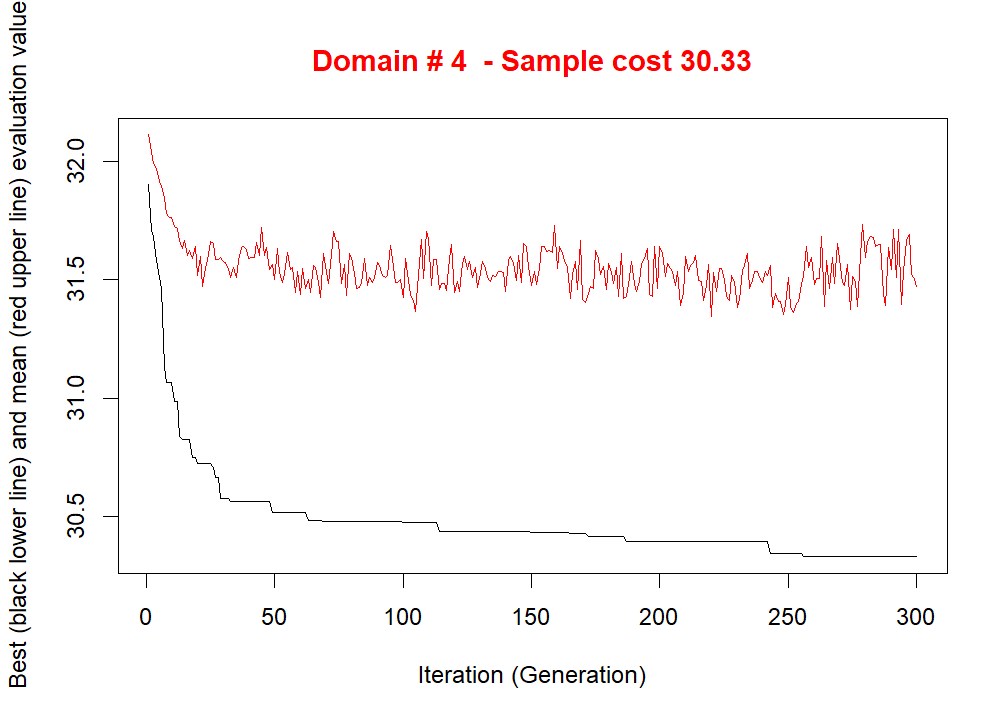 Domain # 4  - Sample cost 30.33
Best (black lower line) and mean (red upper line) evaluation value
32.0
31.5
31.0
30.5
0 50 100 150 200 250 300
Iteration (Generation)